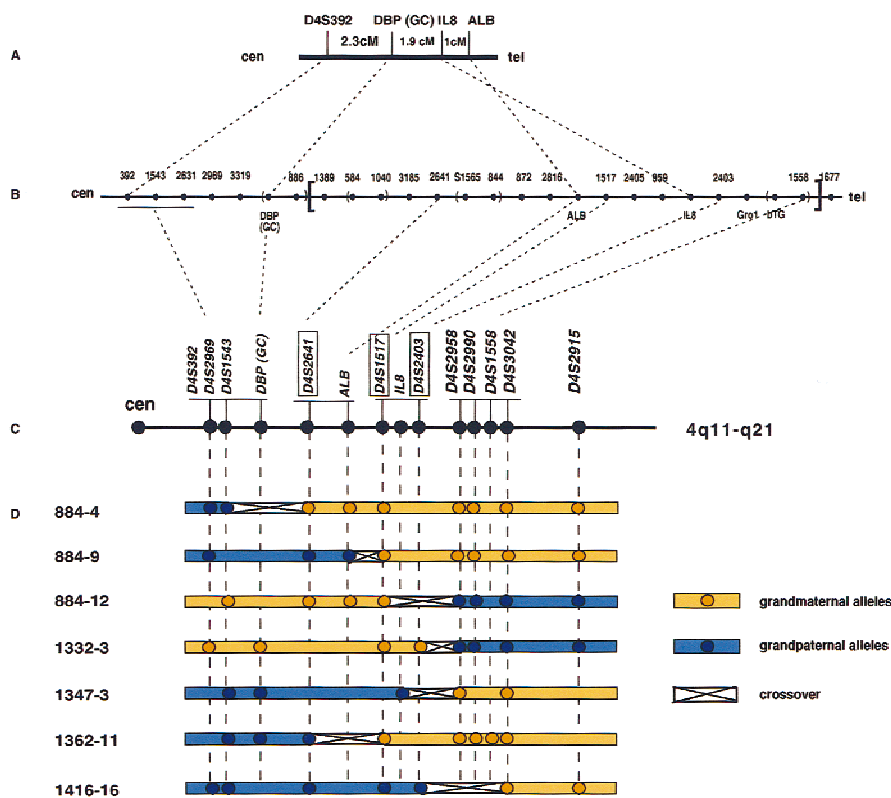 D4S392 DBP (GC) IL8 ALB
2.3cM 1.9 cM 1cM
A cen tel
392 1543 2631 2969 3319 886 1389 584 1040 3185 2641 S1565 844 872 2816 1517 2405 959 2403 1558 1677
B cen tel
DBP (GC) ALB IL8 Gro1 bTG
D4S392 D4S2969 D4S1543 DBP (GC) D4S2641 ALB D4S1517 IL8 D4S2403 D4S2958 D4S2990 D4S1558 D4S3042 D4S2915
cen
C 4q11-q21
D 884-4
884-9
884-12 grandmaternal alleles
1332-3 grandpaternal alleles
1347-3 crossover
1362-11
1416-16